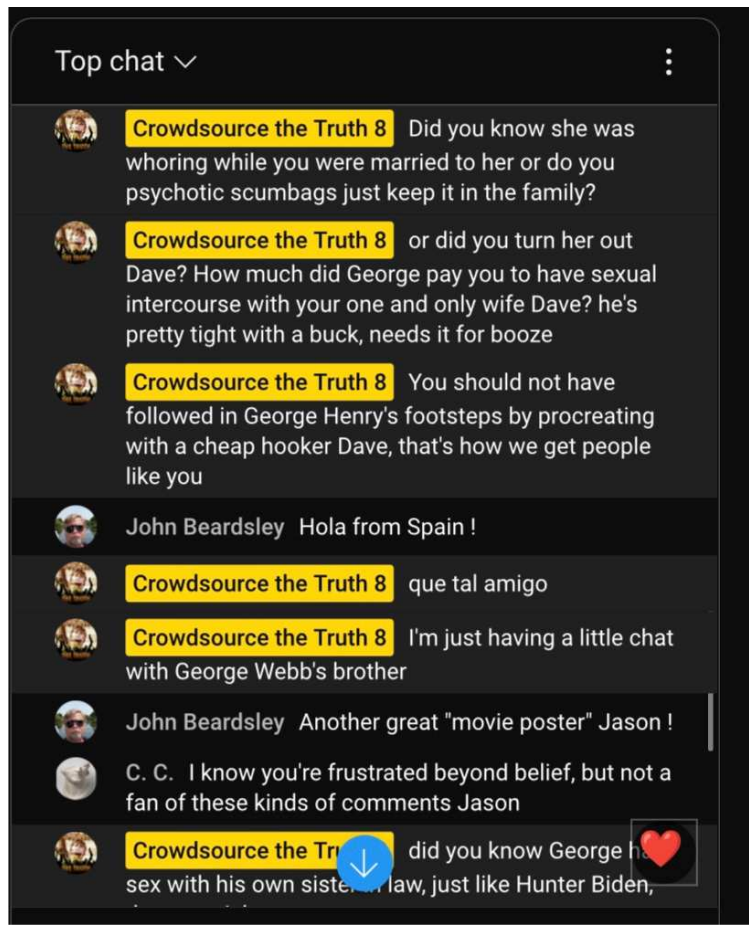 Top chat
Crowdsource the Truth 8 Did you know she was
whoring while you were married to her or do you
psychotic scumbags just keep it in the family?
Crowdsource the Truth 8 or did you turn her out
Dave? How much did George pay you to have sexual
intercourse with your one and only wife Dave? he's
pretty tight with a buck, needs it for booze
Crowdsource the Truth 8 You should not have
followed in George Henry's footsteps by procreating
with a cheap hooker Dave, that's how we get people
like you
John Beardsley Hola from Spain !
Crowdsource the Truth 8 que tal amigo
Crowdsource the Truth 8 I'm just having a little chat
with George Webb's brother
John Beardsley Another great "movie poster" Jason !
C. C. I know you're frustrated beyond belief, but not a
fan of these kinds of comments Jason
Crowdsource the Tr did you know George
sex with his own sister law, just like Hunter Biden,